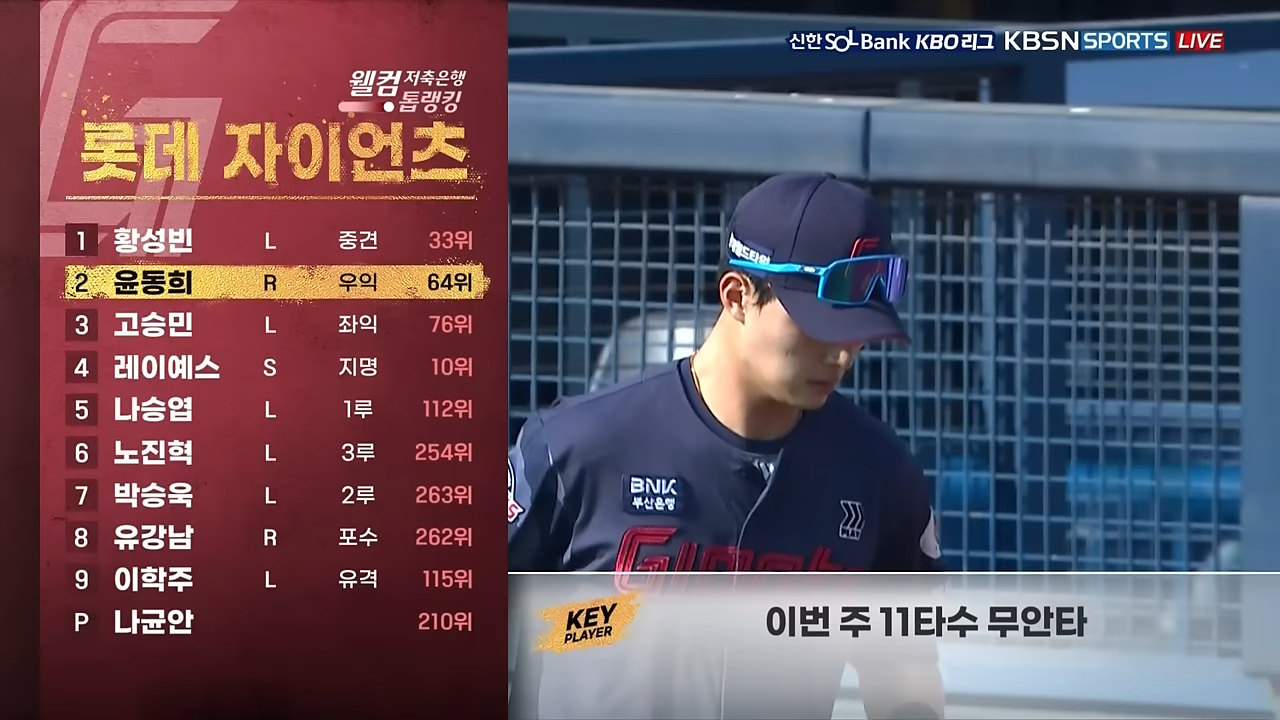 신한 SOL Bank KBO 리그 KBSN SPORTS LIVE
웰컴 저축은행
톱랭킹
롯데 자이언츠
1 황성빈 L 중견 33위
2 윤동희 R 우익 64위
3 고승민 L 좌익 76위
4 레이예스 S 지명 10위
5 나승엽 L 1루 112위
6 노진혁 L 3루 254위
7 박승욱 L 2루 263위
8 유강남 R 포수 262위
9 이학주 L 유격 115위
P 나균안 210위
BNK
부산은행
PLAY
Giants
KEY
PLAYER
이번 주 11타수 무안타